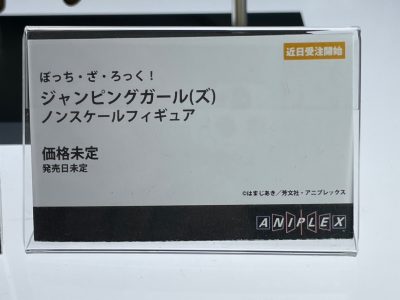 近日受注開始
ぼっち・ざ・ろっく！
ジャンピングガール(ズ)
ノンスケールフィギュア
価格未定
発売日未定
©はまじあき／芳文社・アニプレックス
ANIPLEX